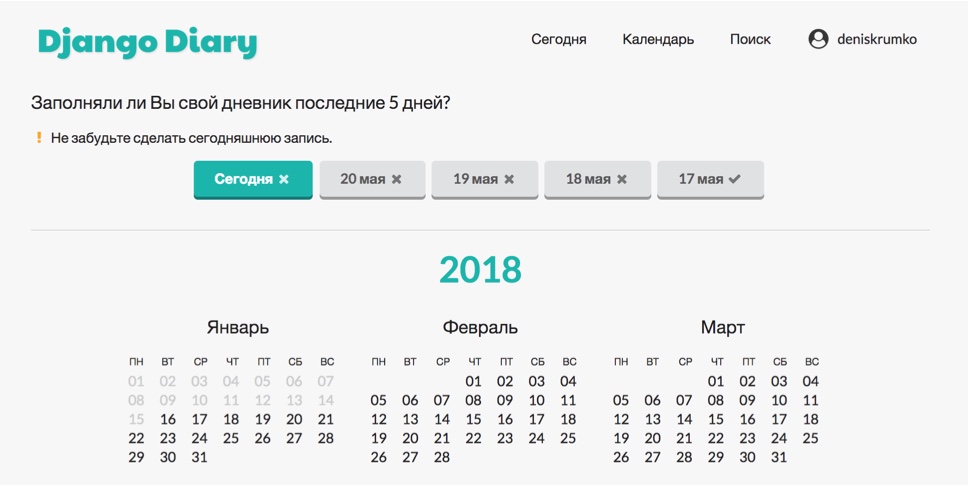 Django Diary Сегодня Календарь Поиск deniskrumko
Заполняли ли Вы свой дневник последние 5 дней?
! Не забудьте сделать сегодняшнюю запись.
Сегодня × 20 мая × 19 мая × 18 мая × 17 мая ✓
2018
Январь Февраль Март
ПН ВТ СР ЧТ ПТ СБ ВС ПН ВТ СР ЧТ ПТ СБ ВС ПН ВТ СР ЧТ ПТ СБ ВС
01 02 03 04 05 06 07 01 02 03 04 01 02 03 04
08 09 10 11 12 13 14 05 06 07 08 09 10 11 05 06 07 08 09 10 11
15 16 17 18 19 20 21 12 13 14 15 16 17 18 12 13 14 15 16 17 18
22 23 24 25 26 27 28 19 20 21 22 23 24 25 19 20 21 22 23 24 25
29 30 31 26 27 28 26 27 28 29 30 31